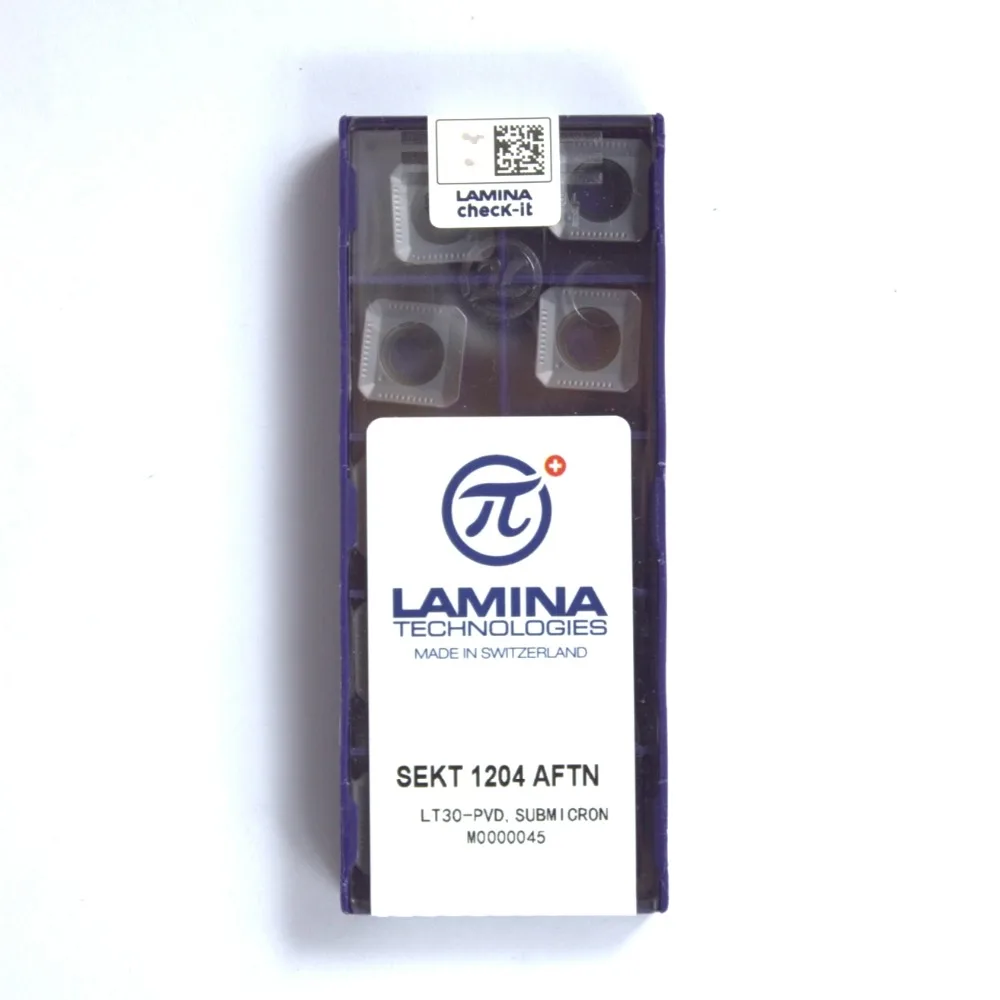 LAMINA
check-it
π
LAMINA
TECHNOLOGIES
MADE IN SWITZERLAND
SEKT 1204 AFTN
LT30-PVD, SUBMICRON
M0000045